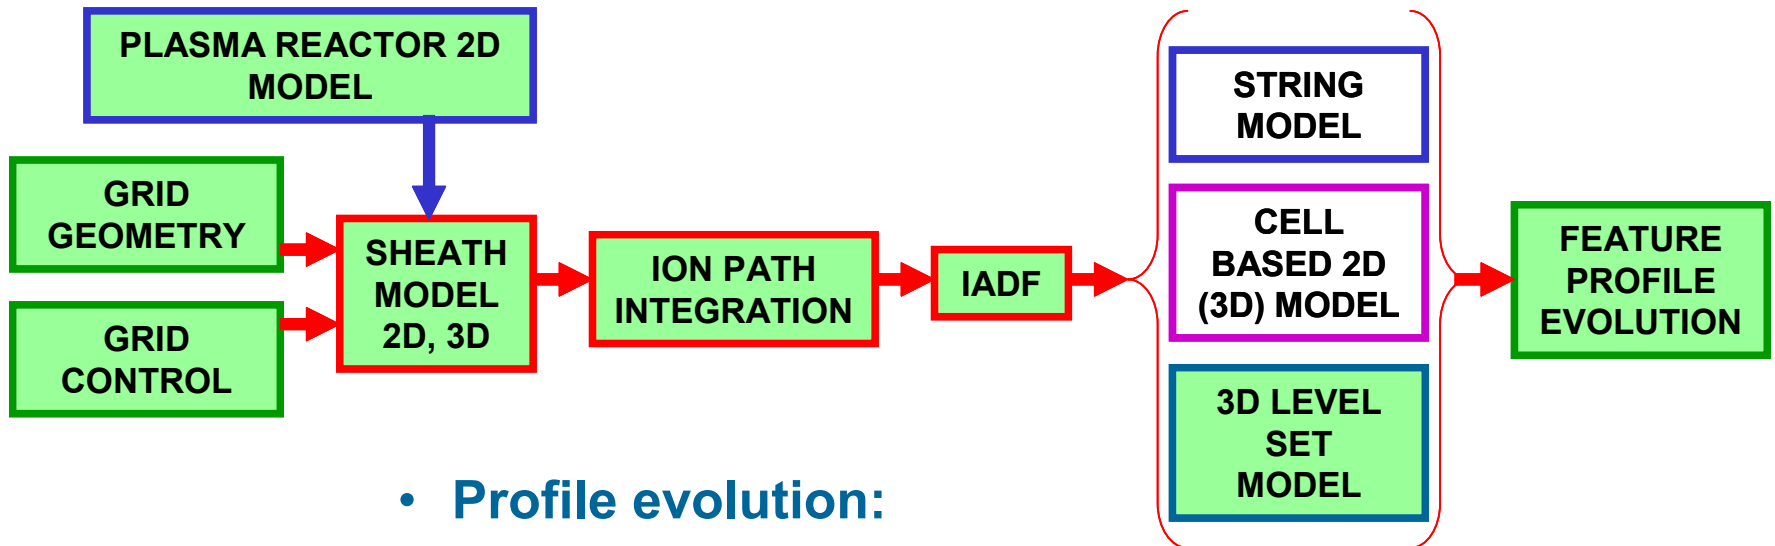 PLASMA REACTOR 2D
MODEL
GRID
GEOMETRY
GRID
CONTROL
SHEATH
MODEL
2D, 3D
ION PATH
INTEGRATION
IADF
STRING
MODEL
CELL
BASED 2D
(3D) MODEL
3D LEVEL
SET
MODEL
FEATURE
PROFILE
EVOLUTION
• Profile evolution: